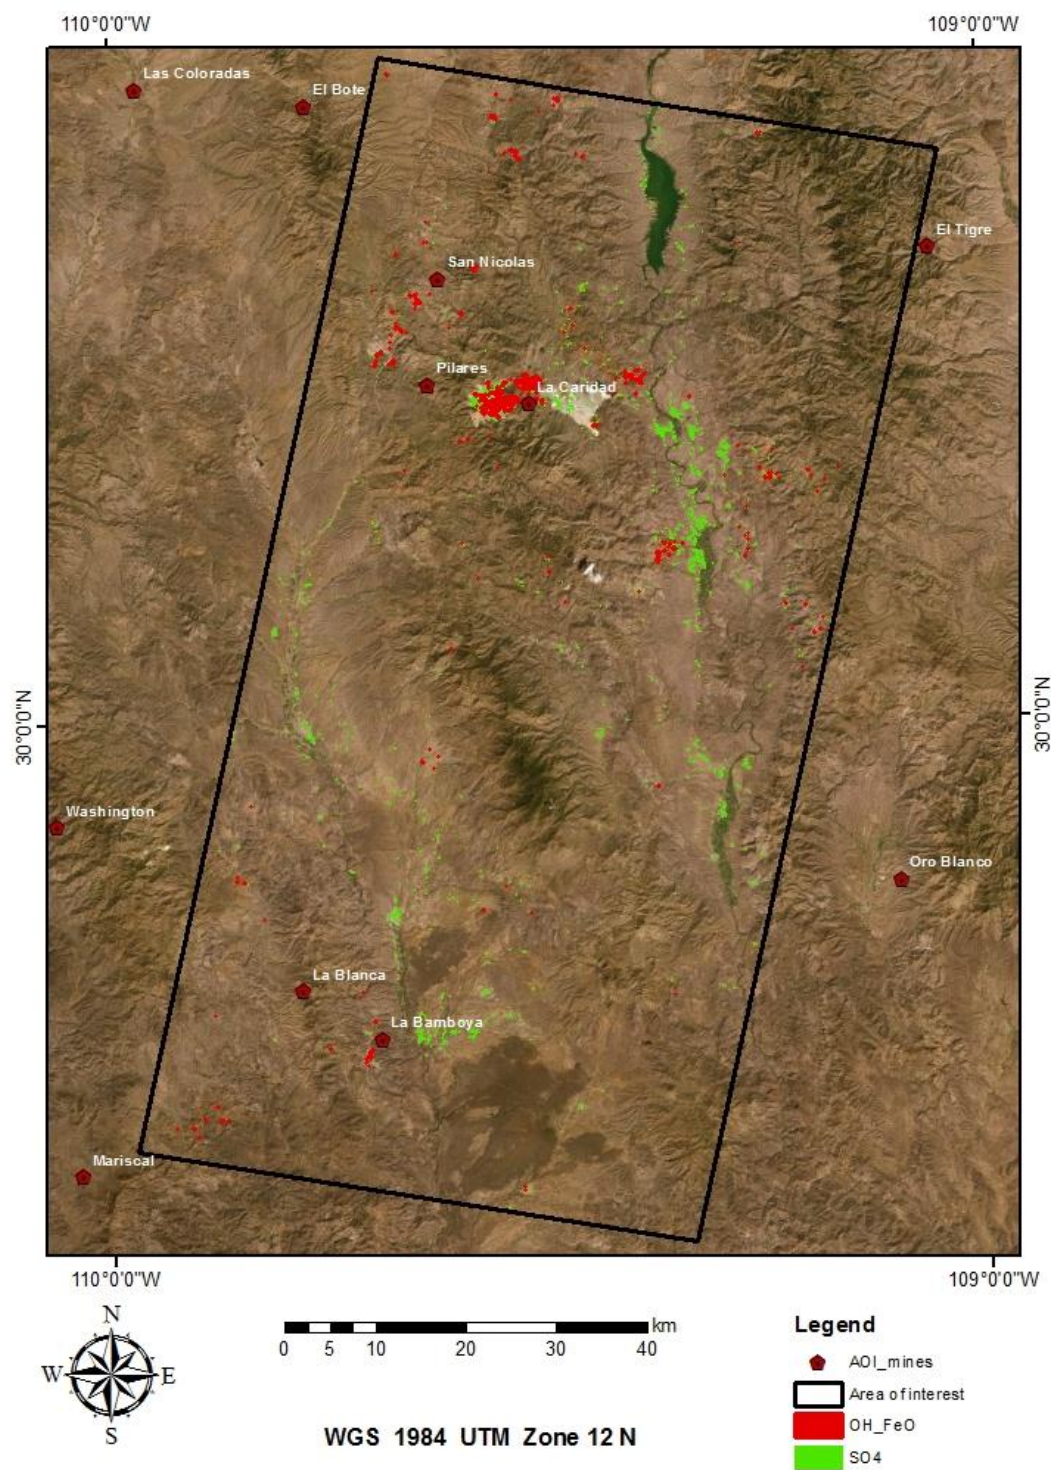 110°0'0"W
109°0'0"W
Las Coloradas
El Bote
El Tigre
San Nicolas
Pilares
La Caridad
30°0'0"N
30°0'0"N
Washington
Oro Blanco
La Blanca
La Bamboya
Mariscal
110°0'0"W
109°0'0"W
N
W
E
S
km
0 5 10 20 30 40
WGS 1984 UTM Zone 12 N
Legend
AOI_mines
Area of interest
OH_FeO
SO4